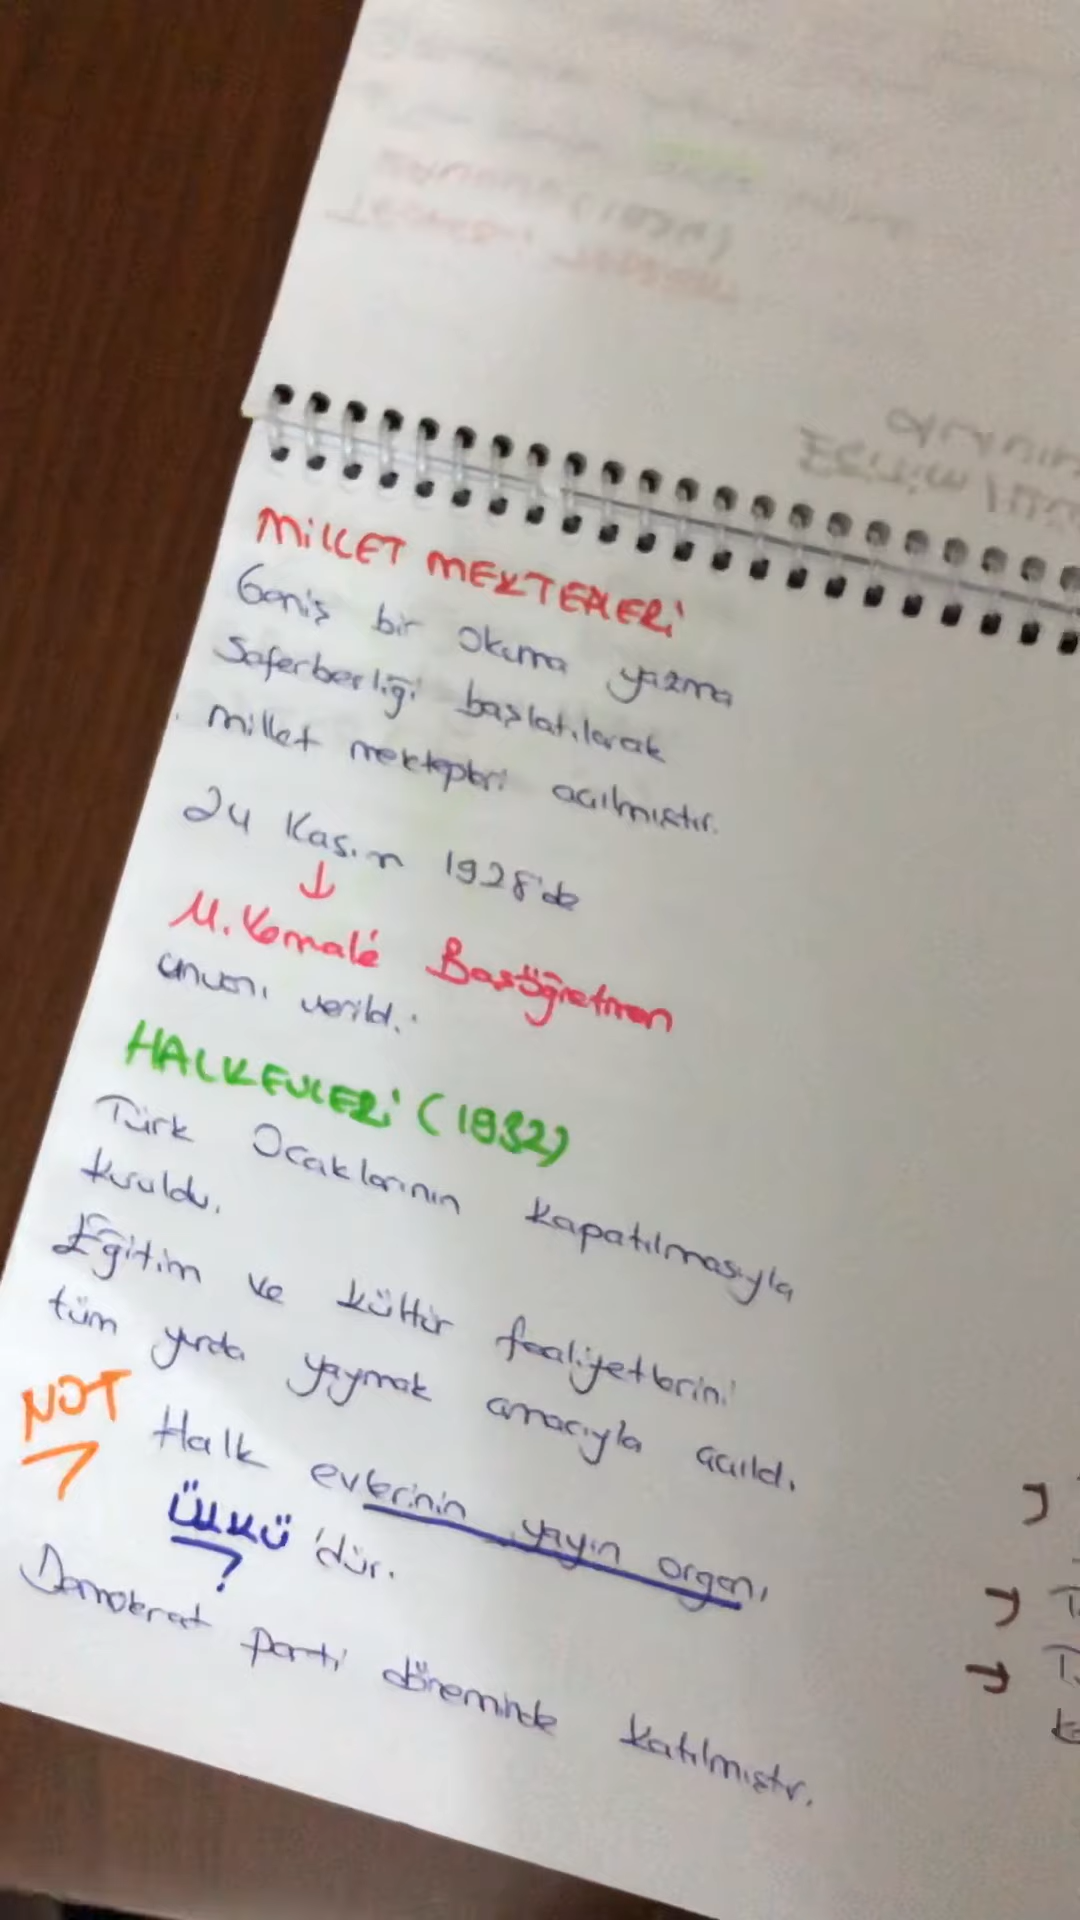 MİLLET MEKTEPLERİ
Geniş bir okuma yazma
Seferberliği başlatılarak
millet mektepleri açılmıştır.
24 Kasım 1928'de
↓
M. Kemale Başöğretmen
unvanı verildi.
HALKEVLERİ (1932)
Türk Ocaklarının kapatılmasıyla
kuruldu.
Eğitim ve kültür faaliyetlerini
tüm yurda yaymak amacıyla açıldı.
NOT Halk evlerinin yayın organı
ÜLKÜ'dür.
Demokrat parti döneminde katılmıştır.